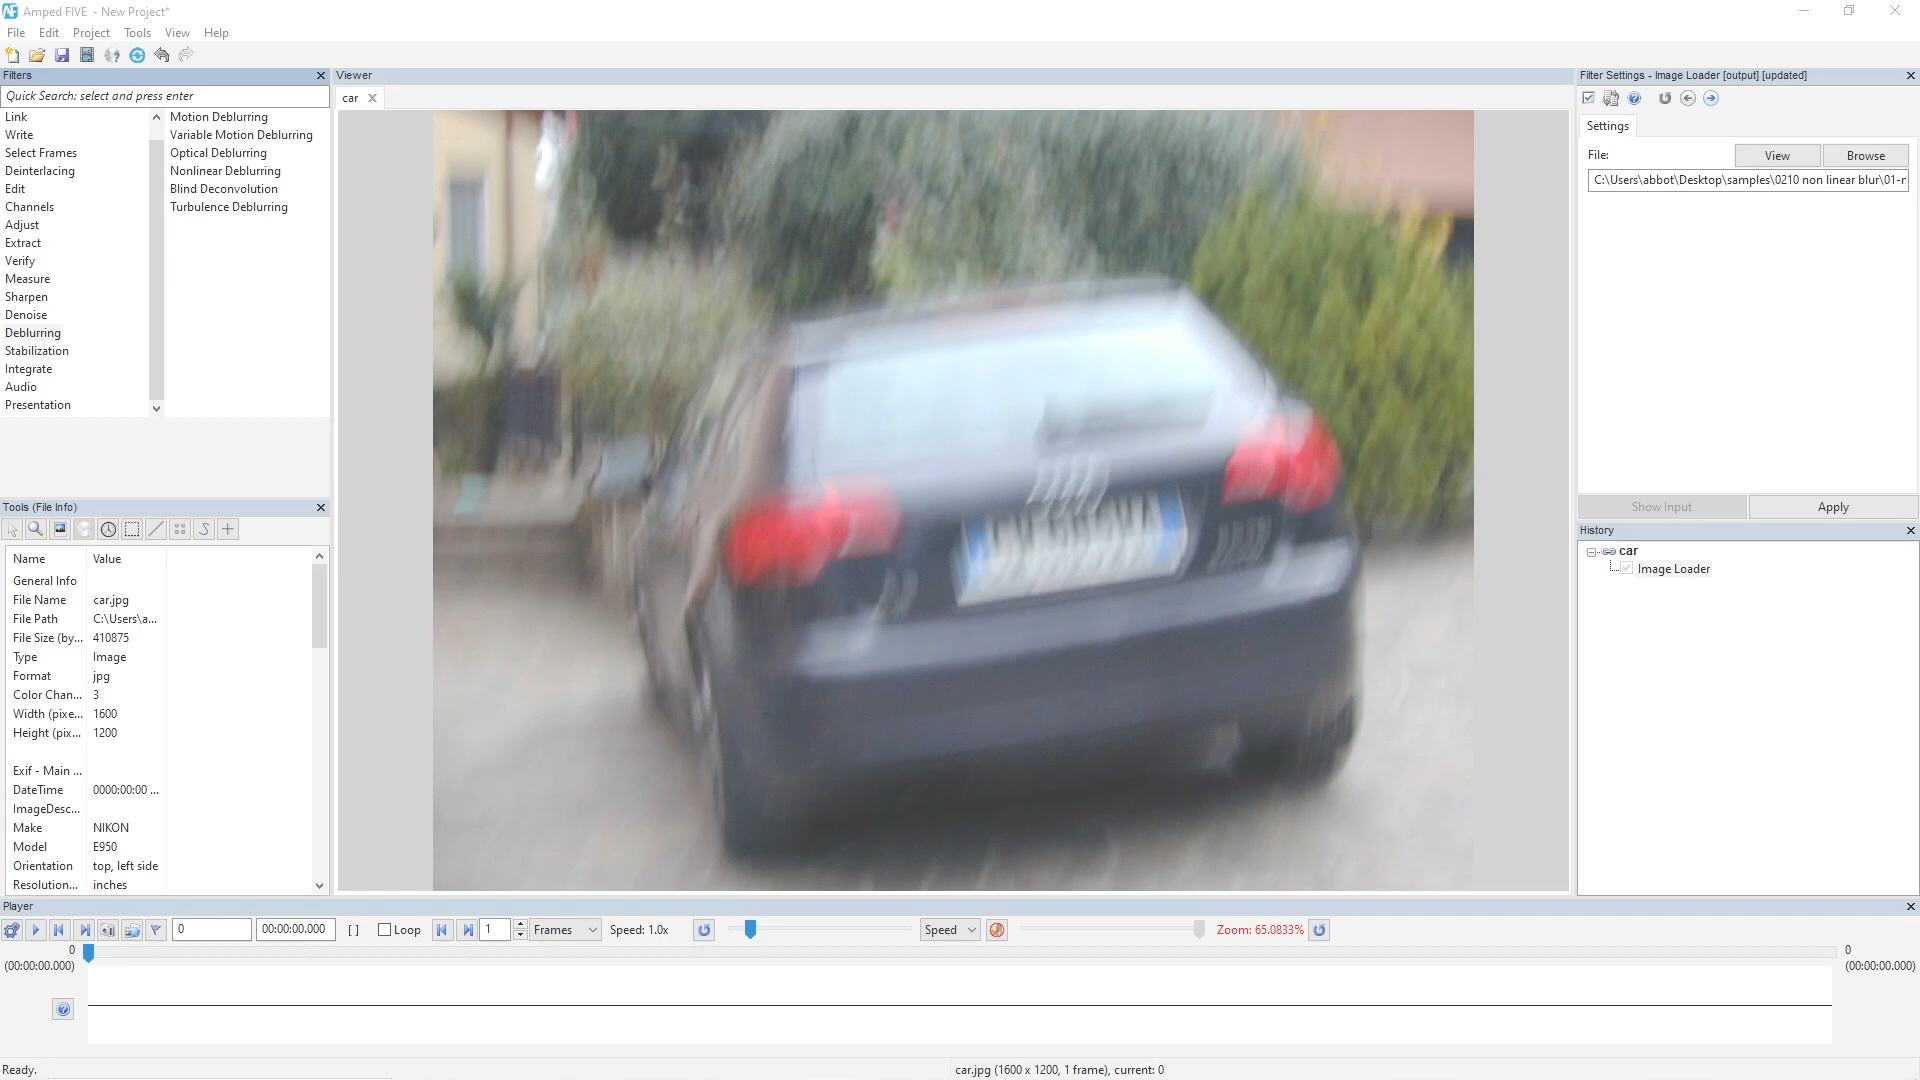 Amped FIVE - New Project*
File Edit Project Tools View Help
Filters
Quick Search: select and press enter
Link
Write
Select Frames
Deinterlacing
Edit
Channels
Adjust
Extract
Verify
Measure
Sharpen
Denoise
Deblurring
Stabilization
Integrate
Audio
Presentation
Motion Deblurring
Variable Motion Deblurring
Optical Deblurring
Nonlinear Deblurring
Blind Deconvolution
Turbulence Deblurring
Tools (File Info)
Name Value
General Info
File Name car.jpg
File Path C:\Users\a...
File Size (by... 410875
Type Image
Format jpg
Color Chan... 3
Width (pixe... 1600
Height (pix... 1200
Exif - Main ...
DateTime 0000:00:00 ...
ImageDesc...
Make NIKON
Model E950
Orientation top, left side
Resolution... inches
Viewer
car
Filter Settings - Image Loader [output] [updated]
Settings
File: View Browse
C:\Users\abbot\Desktop\samples\0210 non linear blur\01-r
Show Input Apply
History
car
Image Loader
Player
0 00:00:00.000 [ ] Loop 1 Frames Speed: 1.0x Speed Zoom: 65.0833%
0 0
(00:00:00.000) (00:00:00.000)
Ready. car.jpg (1600 x 1200, 1 frame), current: 0